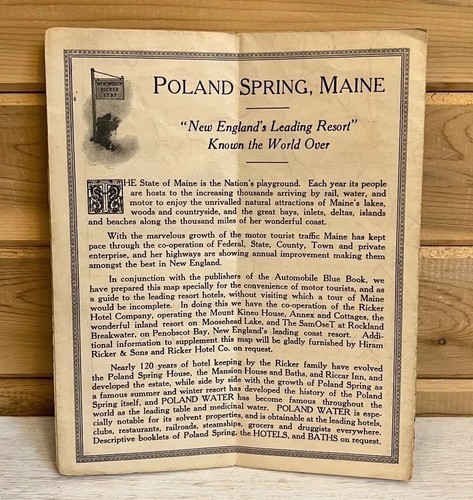 WENTWORTH
RICKER
1797
POLAND SPRING, MAINE
"New England's Leading Resort"
Known the World Over
THE State of Maine is the Nation's playground. Each year its people
are hosts to the increasing thousands arriving by rail, water, and
motor to enjoy the unrivalled natural attractions of Maine's lakes,
woods and countryside, and the great bays, inlets, deltas, islands
and beaches along the thousand miles of her wonderful coast.
With the marvelous growth of the motor tourist traffic Maine has kept
pace through the co-operation of Federal, State, County, Town and private
enterprise, and her highways are showing annual improvement making them
amongst the best in New England.
In conjunction with the publishers of the Automobile Blue Book, we
have prepared this map specially for the convenience of motor tourists, and as
a guide to the leading resort hotels, without visiting which a tour of Maine
would be incomplete. In doing this we have the co-operation of the Ricker
Hotel Company, operating the Mount Kineo House, Annex and Cottages, the
wonderful inland resort on Moosehead Lake, and The SamOseT at Rockland
Breakwater, on Penobscot Bay, New England's leading coast resort. Addi-
tional information to supplement this map will be gladly furnished by Hiram
Ricker & Sons and Ricker Hotel Co. on request.
Nearly 120 years of hotel keeping by the Ricker family have evolved
the Poland Spring House, the Mansion House and Baths, and Riccar Inn, and
developed the estate, while side by side with the growth of Poland Spring as
a famous summer and winter resort has developed the history of the Poland
Spring itself, and POLAND WATER has become famous throughout the
world as the leading table and medicinal water. POLAND WATER is espe-
cially notable for its solvent properties, and is obtainable at the leading hotels,
clubs, restaurants, railroads, steamships, grocers and druggists everywhere.
Descriptive booklets of Poland Spring, the HOTELS, and BATHS on request.